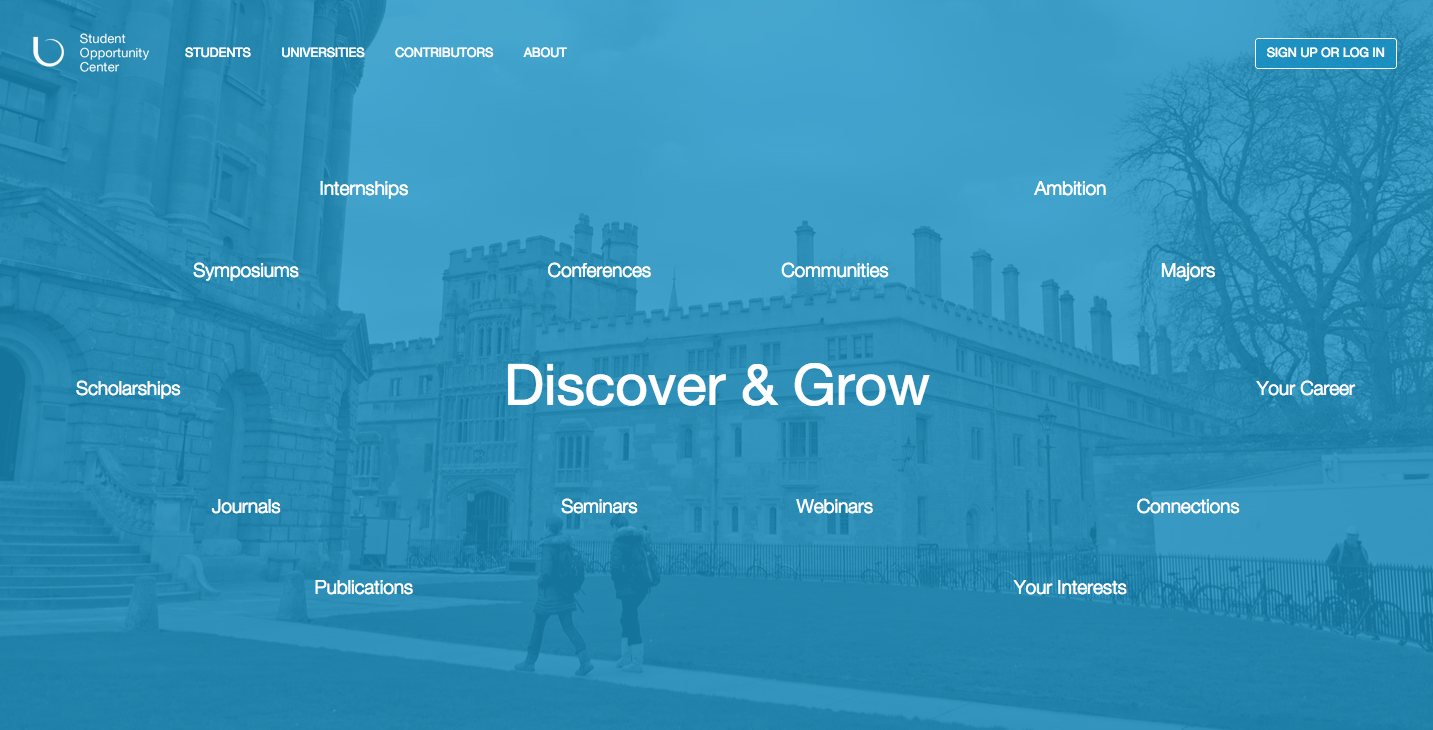 Student
Opportunity
Center
STUDENTS UNIVERSITIES CONTRIBUTORS ABOUT
SIGN UP OR LOG IN
Internships
Ambition
Symposiums
Conferences
Communities
Majors
Scholarships
Discover & Grow
Your Career
Journals
Seminars
Webinars
Connections
Publications
Your Interests